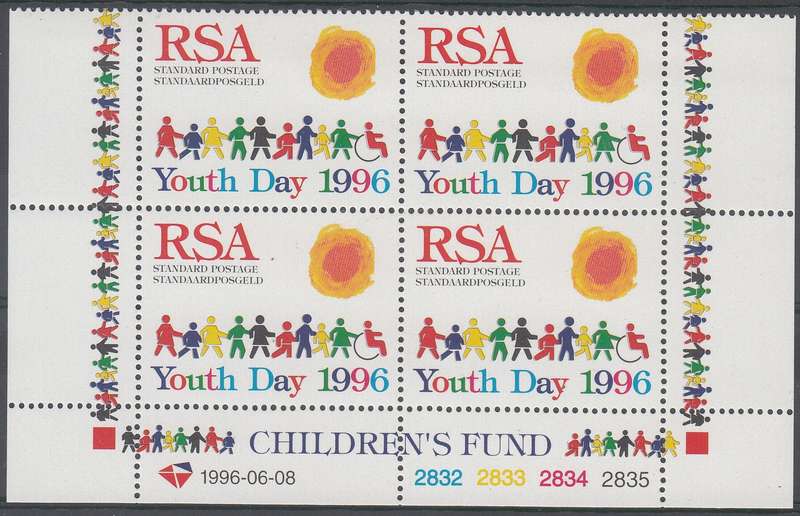 RSA
STANDARD POSTAGE
STANDAARDPOSGELD
Youth Day 1996
RSA
STANDARD POSTAGE
STANDAARDPOSGELD
Youth Day 1996
RSA
STANDARD POSTAGE
STANDAARDPOSGELD
Youth Day 1996
RSA
STANDARD POSTAGE
STANDAARDPOSGELD
Youth Day 1996
CHILDREN'S FUND
1996-06-08 2832 2833 2834 2835